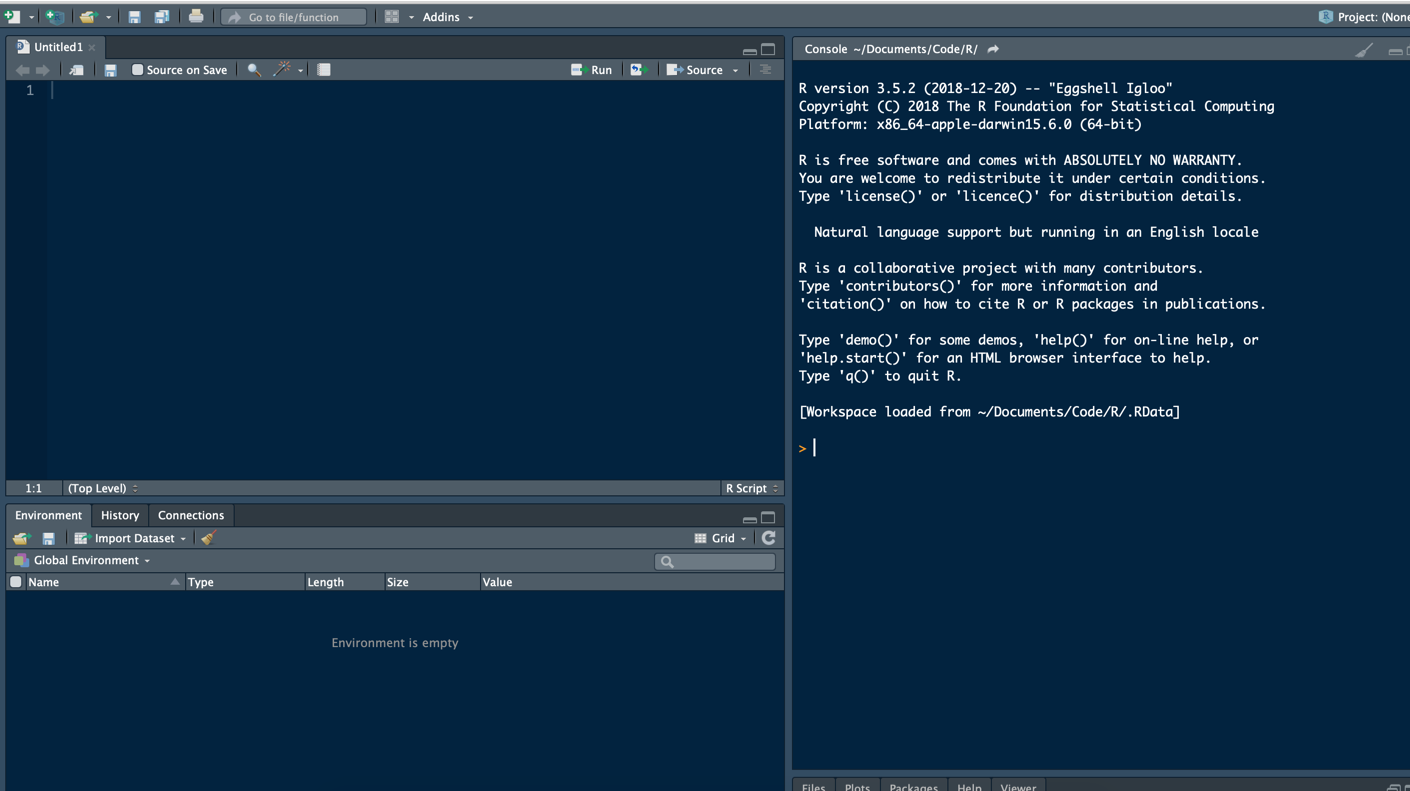 Go to file/function Addins Project: (None
Untitled1
Source on Save Run Source
1
1:1 (Top Level) R Script
Environment History Connections
Import Dataset Grid
Global Environment
Name Type Length Size Value
Environment is empty
Console ~/Documents/Code/R/
R version 3.5.2 (2018-12-20) -- "Eggshell Igloo"
Copyright (C) 2018 The R Foundation for Statistical Computing
Platform: x86_64-apple-darwin15.6.0 (64-bit)
R is free software and comes with ABSOLUTELY NO WARRANTY.
You are welcome to redistribute it under certain conditions.
Type 'license()' or 'licence()' for distribution details.
Natural language support but running in an English locale
R is a collaborative project with many contributors.
Type 'contributors()' for more information and
'citation()' on how to cite R or R packages in publications.
Type 'demo()' for some demos, 'help()' for on-line help, or
'help.start()' for an HTML browser interface to help.
Type 'q()' to quit R.
[Workspace loaded from ~/Documents/Code/R/.RData]
>
Files Plots Packages Help Viewer